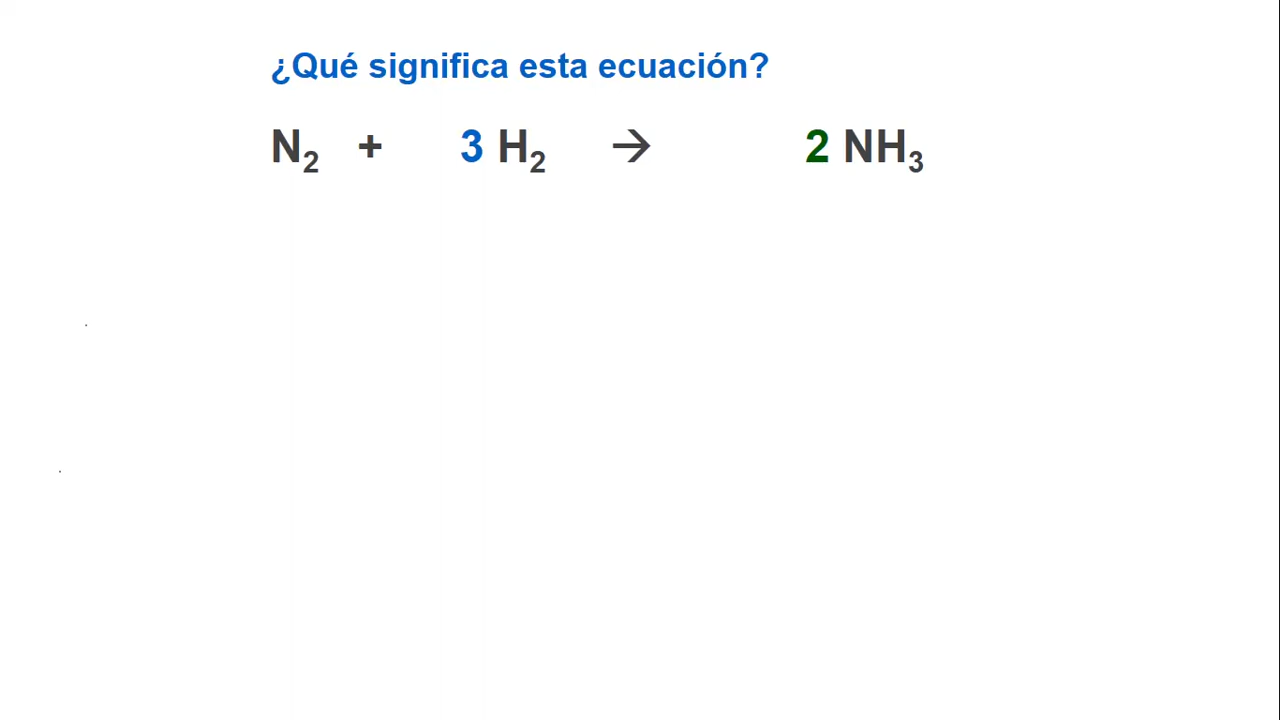 ¿Qué significa esta ecuación?
N₂ + 3 H₂ → 2 NH₃